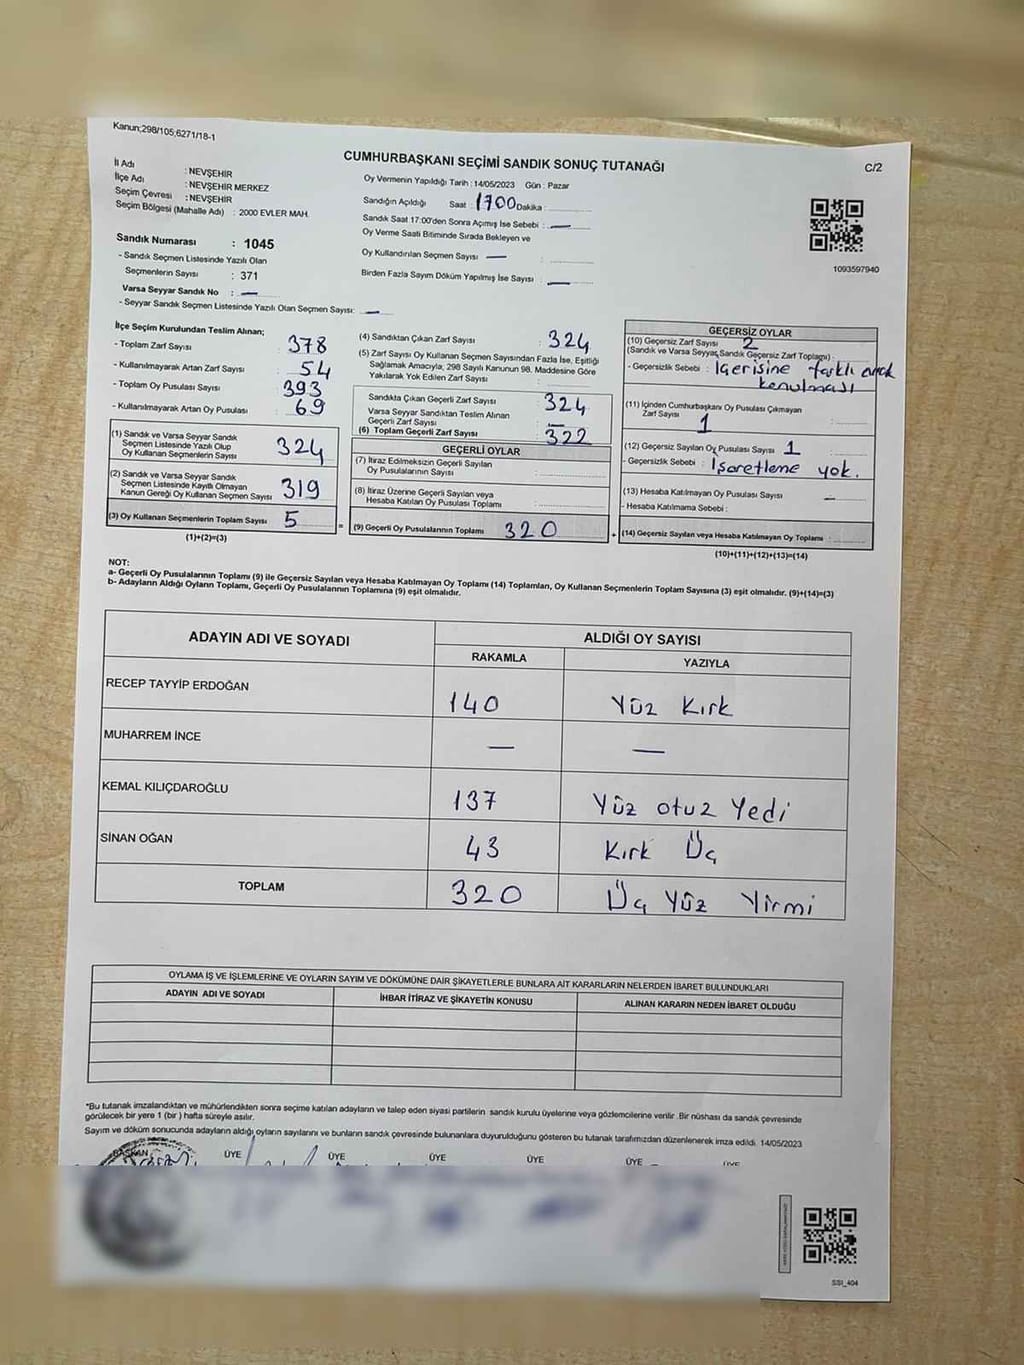 Kanun;298/105;6271/18-1
CUMHURBAŞKANI SEÇİMİ SANDIK SONUÇ TUTANAĞI
C/2
İl Adı : NEVŞEHİR
İlçe Adı : NEVŞEHİR MERKEZ
Seçim Çevresi : NEVŞEHİR
Seçim Bölgesi (Mahalle Adı) : 2000 EVLER MAH.
Sandık Numarası : 1045
- Sandık Seçmen Listesinde Yazılı Olan
Seçmenlerin Sayısı : 371
Varsa Seyyar Sandık No : —
- Seyyar Sandık Seçmen Listesinde Yazılı Olan Seçmen Sayısı: —
Oy Vermenin Yapıldığı Tarih : 14/05/2023 Gün : Pazar
Sandığın Açıldığı Saat : 1700 Dakika :
Sandık Saat 17:00'den Sonra Açımış İse Sebebi : —
Oy Verme Saati Bitiminde Sırada Bekleyen ve
Oy Kullandırılan Seçmen Sayısı — :
Birden Fazla Sayım Döküm Yapılmış İse Sayısı : —
1093597940
İlçe Seçim Kurulundan Teslim Alınan;
- Toplam Zarf Sayısı : 378
- Kullanılmayarak Artan Zarf Sayısı : 54
- Toplam Oy Pusulası Sayısı : 393
- Kullanılmayarak Artan Oy Pusulası : 69
(1) Sandık ve Varsa Seyyar Sandık
Seçmen Listesinde Yazılı Olup
Oy Kullanan Seçmenlerin Sayısı : 324
(2) Sandık ve Varsa Seyyar Sandık
Seçmen Listesinde Kayıtlı Olmayan
Kanun Gereği Oy Kullanan Seçmen Sayısı : 319
(3) Oy Kullanan Seçmenlerin Toplam Sayısı : 5
(1)+(2)=(3)
(4) Sandıktan Çıkan Zarf Sayısı : 324
(5) Zarf Sayısı Oy Kullanan Seçmen Sayısından Fazla İse, Eşitliği
Sağlamak Amacıyla, 298 Sayılı Kanunun 98. Maddesine Göre
Yakılarak Yok Edilen Zarf Sayısı :
Sandıkta Çıkan Geçerli Zarf Sayısı : 324
Varsa Seyyar Sandıktan Teslim Alınan
Geçerli Zarf Sayısı : —
(6) Toplam Geçerli Zarf Sayısı : 322
GEÇERLİ OYLAR
(7) İtiraz Edilmeksizin Geçerli Sayılan
Oy Pusulalarının Sayısı :
(8) İtiraz Üzerine Geçerli Sayılan veya
Hesaba Katılan Oy Pusulası Toplamı :
= (9) Geçerli Oy Pusulalarının Toplamı : 320
GEÇERSİZ OYLAR
(10) Geçersiz Zarf Sayısı 2
(Sandık ve Varsa Seyyar Sandık Geçersiz Zarf Toplamı) :
- Geçersizlik Sebebi : İçerisine farklı evrak
konulması
(11) İçinden Cumhurbaşkanı Oy Pusulası Çıkmayan
Zarf Sayısı 1 :
(12) Geçersiz Sayılan Oy Pusulası Sayısı 1 :
- Geçersizlik Sebebi : İşaretleme yok.
(13) Hesaba Katılmayan Oy Pusulası Sayısı : —
- Hesaba Katılmama Sebebi :
+ (14) Geçersiz Sayılan veya Hesaba Katılmayan Oy Toplamı :
(10)+(11)+(12)+(13)=(14)
NOT:
a- Geçerli Oy Pusulalarının Toplamı (9) ile Geçersiz Sayılan veya Hesaba Katılmayan Oy Toplamı (14) Toplamları, Oy Kullanan Seçmenlerin Toplam Sayısına (3) eşit olmalıdır. (9)+(14)=(3)
b- Adayların Aldığı Oyların Toplamı, Geçerli Oy Pusulalarının Toplamına (9) eşit olmalıdır.
ADAYIN ADI VE SOYADI
ALDIĞI OY SAYISI
RAKAMLA YAZIYLA
RECEP TAYYİP ERDOĞAN 140 Yüz Kırk
MUHARREM İNCE — —
KEMAL KILIÇDAROĞLU 137 Yüz otuz Yedi
SİNAN OĞAN 43 Kırk Üç
TOPLAM 320 Üç Yüz Yirmi
OYLAMA İŞ VE İŞLEMLERİNE VE OYLARIN SAYIM VE DÖKÜMÜNE DAİR ŞİKAYETLERLE BUNLARA AİT KARARLARIN NELERDEN İBARET BULUNDUKLARI
ADAYIN ADI VE SOYADI İHBAR İTİRAZ VE ŞİKAYETİN KONUSU ALINAN KARARIN NEDEN İBARET OLDUĞU
*Bu tutanak imzalandıktan ve mühürlendikten sonra seçime katılan adayların ve talep eden siyasi partilerin sandık kurulu üyelerine veya gözlemcilerine verilir .Bir nüshası da sandık çevresinde
görülecek bir yere 1 (bir ) hafta süreyle asılır.
Sayım ve döküm sonucunda adayların aldığı oyların sayılarını ve bunların sandık çevresinde bulunanlara duyurulduğunu gösteren bu tutanak tarafımızdan düzenlenerek imza edildi. 14/05/2023
BAŞKAN ÜYE ÜYE ÜYE ÜYE ÜYE ÜYE
SSI_404